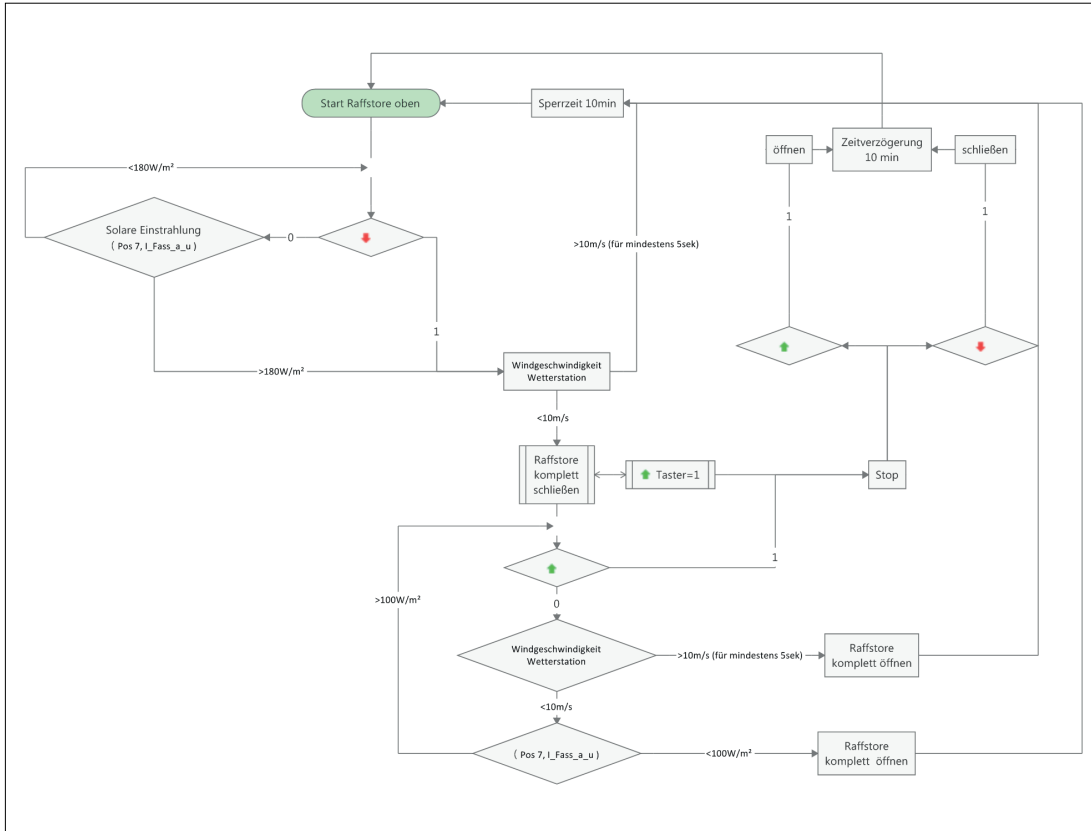 Start Raffstore oben
Sperrzeit 10min
öffnen
Zeitverzögerung
10 min
schließen
<180W/m²
Solare Einstrahlung
( Pos 7, I_Fass_a_u )
0
1
1
1
>10m/s (für mindestens 5sek)
>180W/m²
Windgeschwindigkeit
Wetterstation
<10m/s
Raffstore
komplett
schließen
Taster=1
Stop
1
>100W/m²
0
Windgeschwindigkeit
Wetterstation
>10m/s (für mindestens 5sek)
Raffstore
komplett öffnen
<10m/s
( Pos 7, I_Fass_a_u )
<100W/m²
Raffstore
komplett öffnen